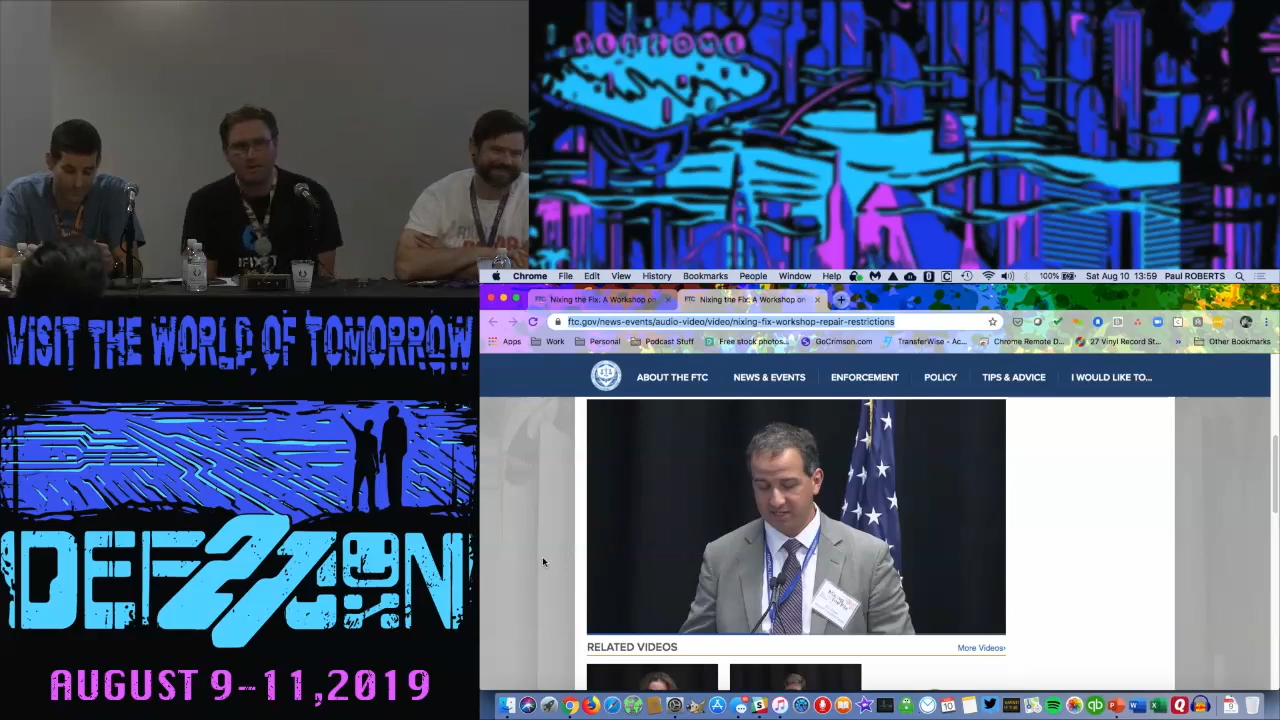 WELCOME
Chrome File Edit View History Bookmarks People Window Help 100% Sat Aug 10 13:59 Paul ROBERTS
FTC Nixing the Fix: A Workshop on
FTC Nixing the Fix: A Workshop on
ftc.gov/news-events/audio-video/video/nixing-fix-workshop-repair-restrictions
Apps Work Personal Podcast Stuff Free stock photos... GoCrimson.com TransferWise - Ac... Chrome Remote D... 27 Vinyl Record St... » Other Bookmarks
VISIT THE WORLD OF TOMORROW
ABOUT THE FTC NEWS & EVENTS ENFORCEMENT POLICY TIPS & ADVICE I WOULD LIKE TO...
DEF CON
27
RELATED VIDEOS More Videos›
AUGUST 9-11, 2019